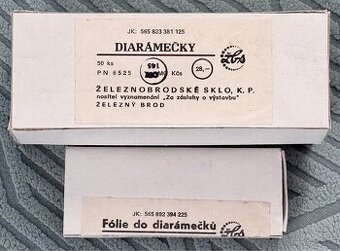 JK: 565 823 381 125
DIARÁMEČKY
50 ks
PN 6525 MO Kčs 28,—
ŽELEZNOBRODSKÉ SKLO, K. P.
nositel vyznamenání „Za zásluhy o výstavbu"
ŽELEZNÝ BROD
JK: 565 892 394 225
Fólie do diarámečků